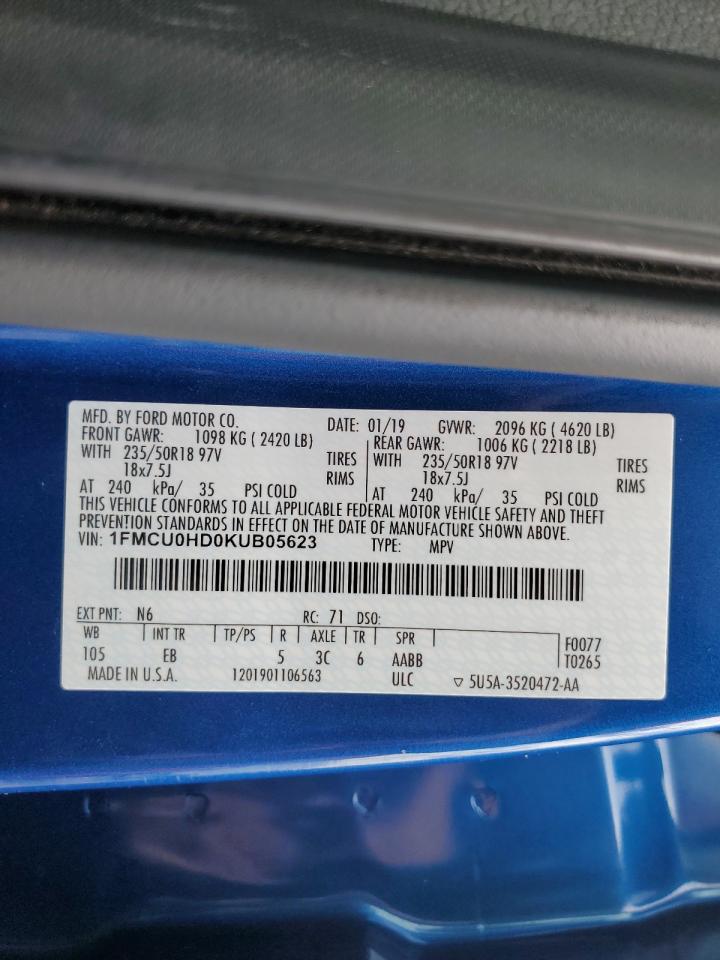 MFD. BY FORD MOTOR CO. DATE: 01/19 GVWR: 2096 KG ( 4620 LB)
FRONT GAWR: 1098 KG ( 2420 LB) REAR GAWR: 1006 KG ( 2218 LB)
WITH 235/50R18 97V TIRES WITH 235/50R18 97V TIRES
18x7.5J RIMS 18x7.5J RIMS
AT 240 kPa/ 35 PSI COLD AT 240 kPa/ 35 PSI COLD
THIS VEHICLE CONFORMS TO ALL APPLICABLE FEDERAL MOTOR VEHICLE SAFETY AND THEFT
PREVENTION STANDARDS IN EFFECT ON THE DATE OF MANUFACTURE SHOWN ABOVE.
VIN: 1FMCU0HD0KUB05623 TYPE: MPV
EXT PNT: N6 RC: 71 DSO:
WB INT TR TP/PS R AXLE TR SPR F0077
105 EB 5 3C 6 AABB T0265
MADE IN U.S.A. 1201901106563 ULC ▽ 5U5A-3520472-AA